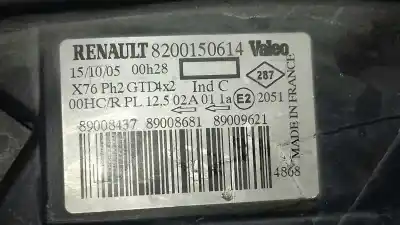 RENAULT 8200150614 Valeo
15/10/05 00h28
287
X76 Ph2 GTD4x2 Ind C
00HC/R PL 12,5 02A 01 1a E2 2051
89008437 89008681 89009621
4868
MADE IN FRANCE